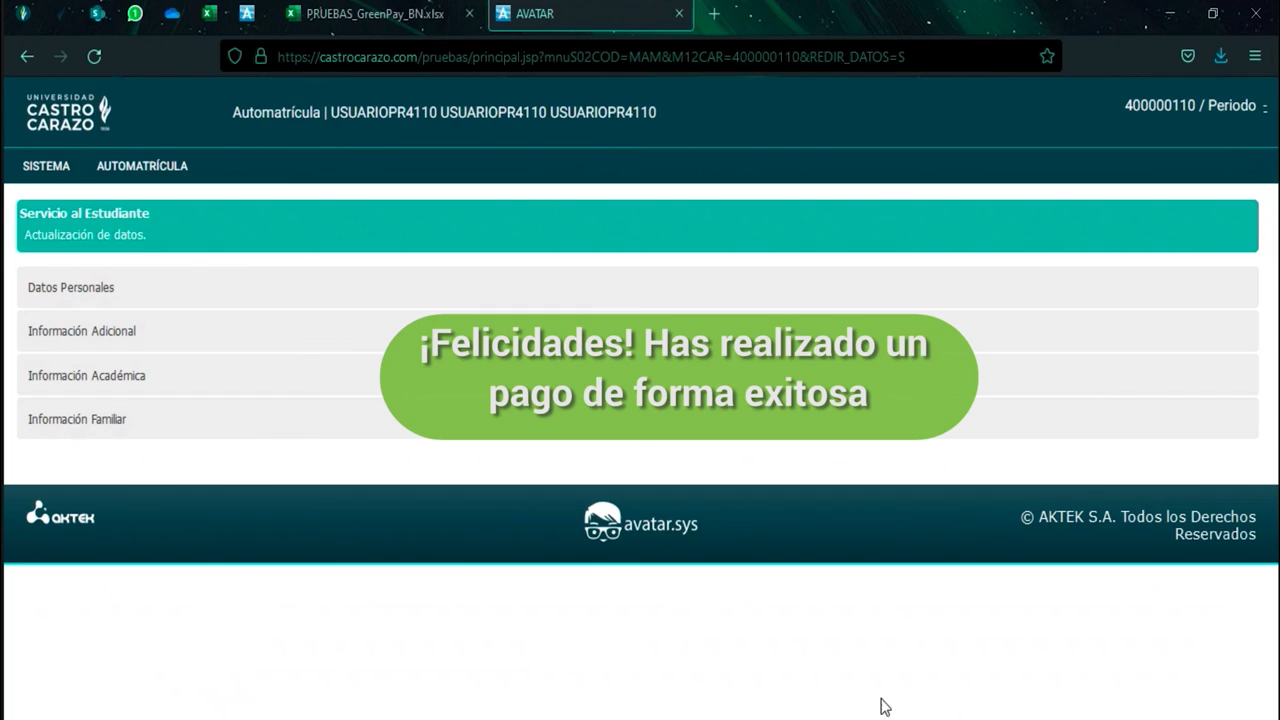 PRUEBAS_GreenPay_BN.xlsx
AVATAR
https://castrocarazo.com/pruebas/principal.jsp?mnuS02COD=MAM&M12CAR=400000110&REDIR_DATOS=S
UNIVERSIDAD
CASTRO
CARAZO
Automatrícula | USUARIOPR4110 USUARIOPR4110 USUARIOPR4110
400000110 / Periodo
SISTEMA AUTOMATRÍCULA
Servicio al Estudiante
Actualización de datos.
Datos Personales
Información Adicional
Información Académica
Información Familiar
¡Felicidades! Has realizado un
pago de forma exitosa
AKTEK
avatar.sys
© AKTEK S.A. Todos los Derechos
Reservados